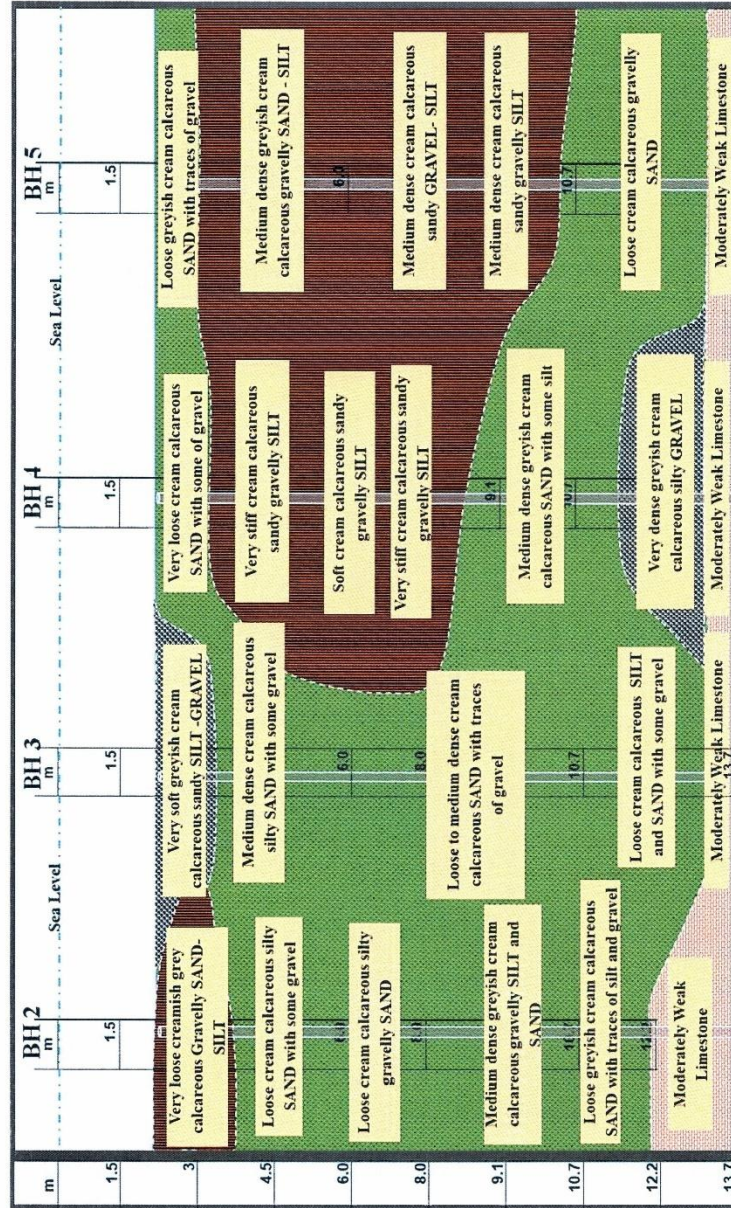 m
1.5
3
4.5
6.0
8.0
9.1
10.7
12.2
13.7
Sea Level
Sea Level
BH 2
m
1.5
Very loose creamish grey
calcareous Gravelly SAND-
SILT
Loose cream calcareous silty
SAND with some gravel
6.0
Loose cream calcareous silty
gravelly SAND
8.0
Medium dense greyish cream
calcareous gravelly SILT and
SAND
Loose greyish cream calcareous
SAND with traces of silt and gravel
Moderately Weak
Limestone
BH 3
m
1.5
Very soft greyish cream
calcareous sandy SILT -GRAVEL
Medium dense cream calcareous
silty SAND with some gravel
6.0
8.0
Loose to medium dense cream
calcareous SAND with traces
of gravel
10.7
Loose cream calcareous SILT
and SAND with some gravel
Moderately Weak Limestone
13.7
BH 4
m
1.5
Very loose cream calcareous
SAND with some of gravel
Very stiff cream calcareous
sandy gravelly SILT
Soft cream calcareous sandy
gravelly SILT
Very stiff cream calcareous sandy
gravelly SILT
9.1
Medium dense greyish cream
calcareous SAND with some silt
10.7
Very dense greyish cream
calcareous silty GRAVEL
Moderately Weak Limestone
BH 5
m
1.5
Loose greyish cream calcareous
SAND with traces of gravel
Medium dense greyish cream
calcareous gravelly SAND - SILT
6.0
Medium dense cream calcareous
sandy GRAVEL- SILT
Medium dense cream calcareous
sandy gravelly SILT
10.7
Loose cream calcareous gravelly
SAND
Moderately Weak Limestone